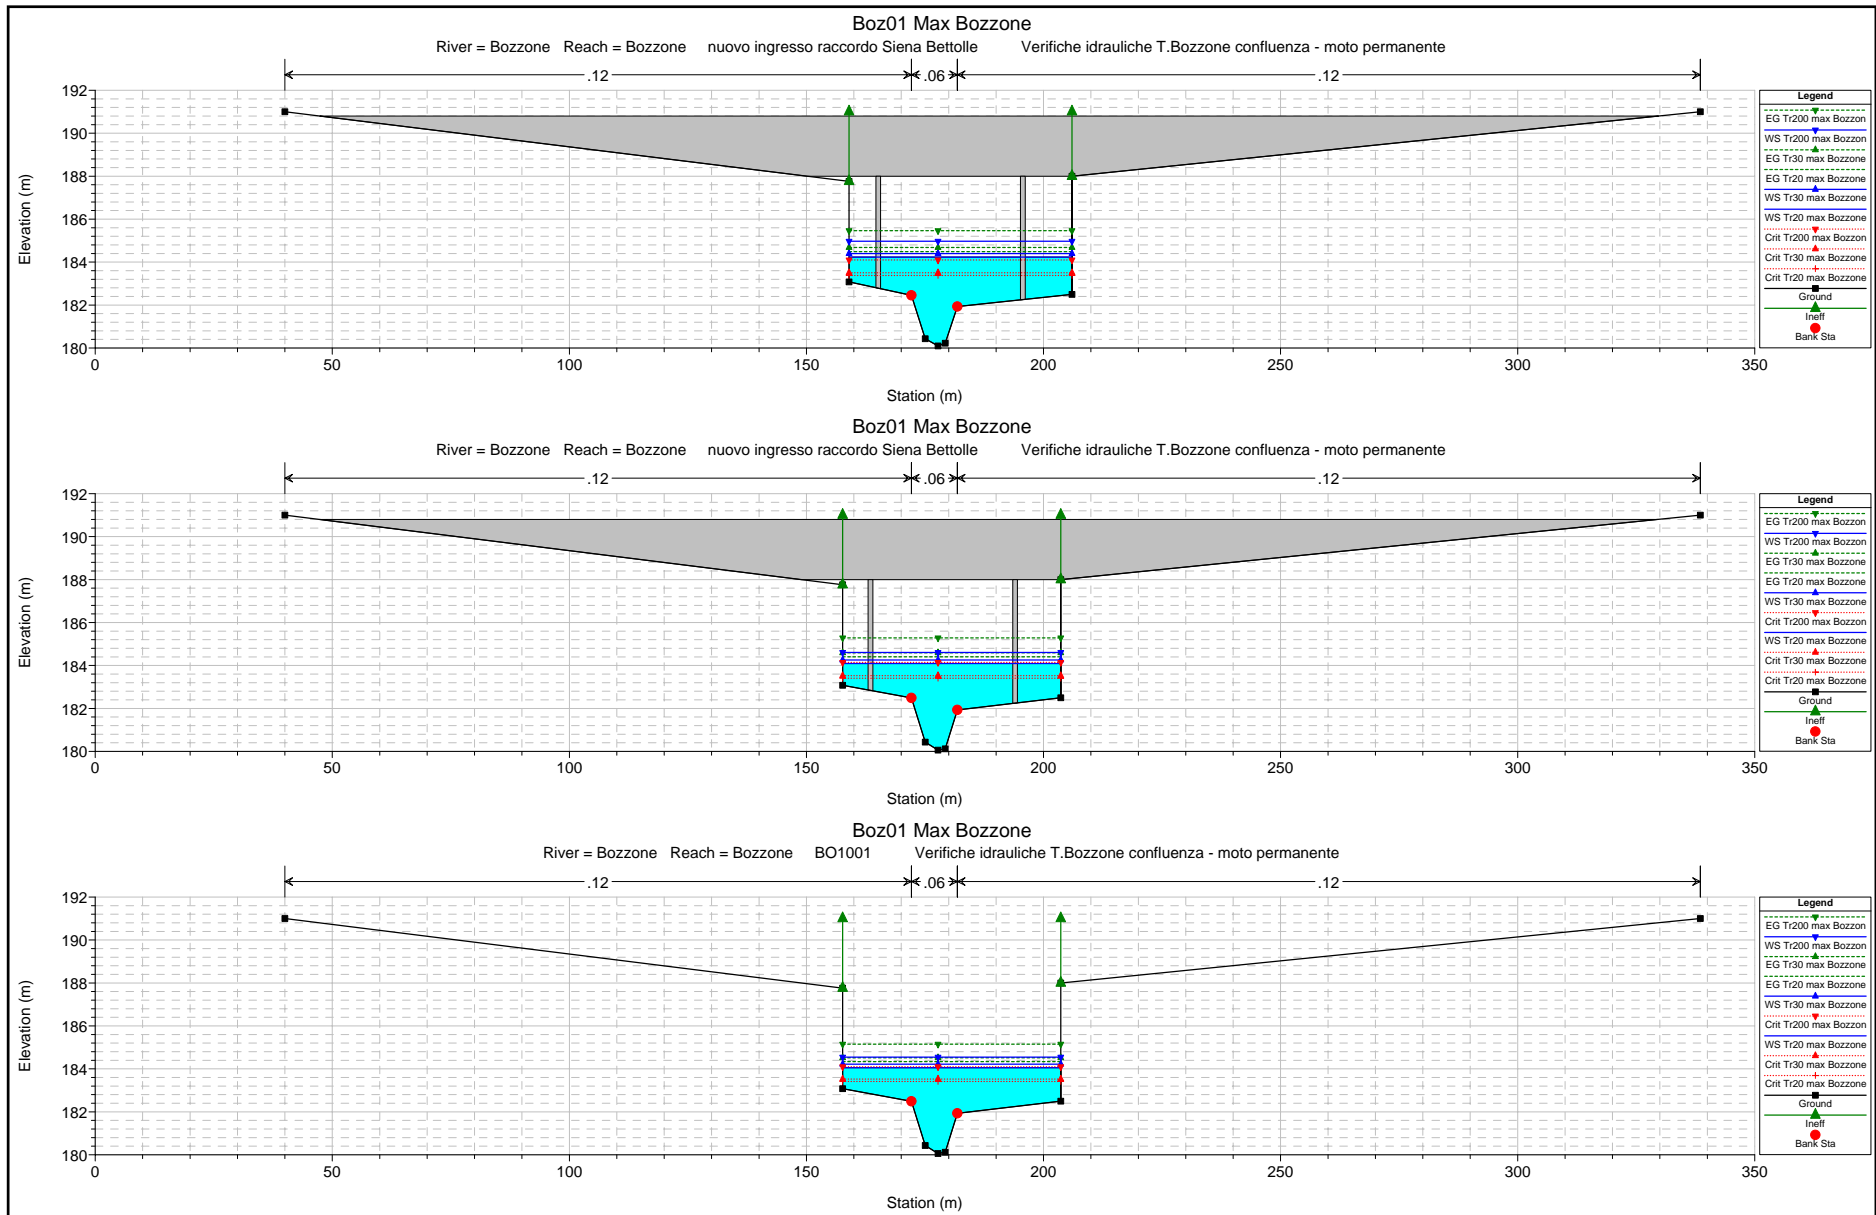 Boz01 Max Bozzone
River = Bozzone Reach = Bozzone nuovo ingresso raccordo Siena Bettolle Verifiche idrauliche T.Bozzone confluenza - moto permanente
.12 .06 .12
192
190
188
186
184
182
180
Elevation (m)
0 50 100 150 200 250 300 350
Station (m)
Legend
EG Tr200 max Bozzon
WS Tr200 max Bozzon
EG Tr30 max Bozzone
EG Tr20 max Bozzone
WS Tr30 max Bozzone
WS Tr20 max Bozzone
Crit Tr200 max Bozzon
Crit Tr30 max Bozzone
Crit Tr20 max Bozzone
Ground
Ineff
Bank Sta
Boz01 Max Bozzone
River = Bozzone Reach = Bozzone nuovo ingresso raccordo Siena Bettolle Verifiche idrauliche T.Bozzone confluenza - moto permanente
.12 .06 .12
192
190
188
186
184
182
180
Elevation (m)
0 50 100 150 200 250 300 350
Station (m)
Legend
EG Tr200 max Bozzon
WS Tr200 max Bozzon
EG Tr30 max Bozzone
EG Tr20 max Bozzone
WS Tr30 max Bozzone
Crit Tr200 max Bozzon
WS Tr20 max Bozzone
Crit Tr30 max Bozzone
Crit Tr20 max Bozzone
Ground
Ineff
Bank Sta
Boz01 Max Bozzone
River = Bozzone Reach = Bozzone BO1001 Verifiche idrauliche T.Bozzone confluenza - moto permanente
.12 .06 .12
192
190
188
186
184
182
180
Elevation (m)
0 50 100 150 200 250 300 350
Station (m)
Legend
EG Tr200 max Bozzon
WS Tr200 max Bozzon
EG Tr30 max Bozzone
EG Tr20 max Bozzone
WS Tr30 max Bozzone
Crit Tr200 max Bozzon
WS Tr20 max Bozzone
Crit Tr30 max Bozzone
Crit Tr20 max Bozzone
Ground
Ineff
Bank Sta